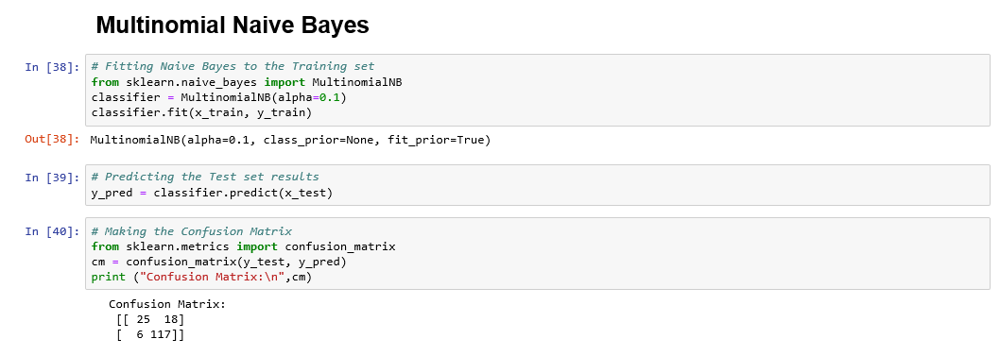 Multinomial Naive Bayes
In [38]: # Fitting Naive Bayes to the Training set
from sklearn.naive_bayes import MultinomialNB
classifier = MultinomialNB(alpha=0.1)
classifier.fit(x_train, y_train)
Out[38]: MultinomialNB(alpha=0.1, class_prior=None, fit_prior=True)
In [39]: # Predicting the Test set results
y_pred = classifier.predict(x_test)
In [40]: # Making the Confusion Matrix
from sklearn.metrics import confusion_matrix
cm = confusion_matrix(y_test, y_pred)
print ("Confusion Matrix:\n",cm)
Confusion Matrix:
[[ 25  18]
[  6 117]]